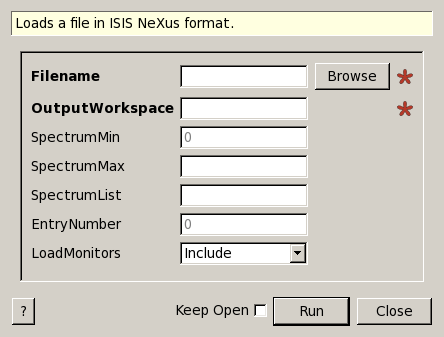 Loads a file in ISIS NeXus format.
Filename Browse *
OutputWorkspace *
SpectrumMin 0
SpectrumMax
SpectrumList
EntryNumber 0
LoadMonitors Include
? Keep Open Run Close